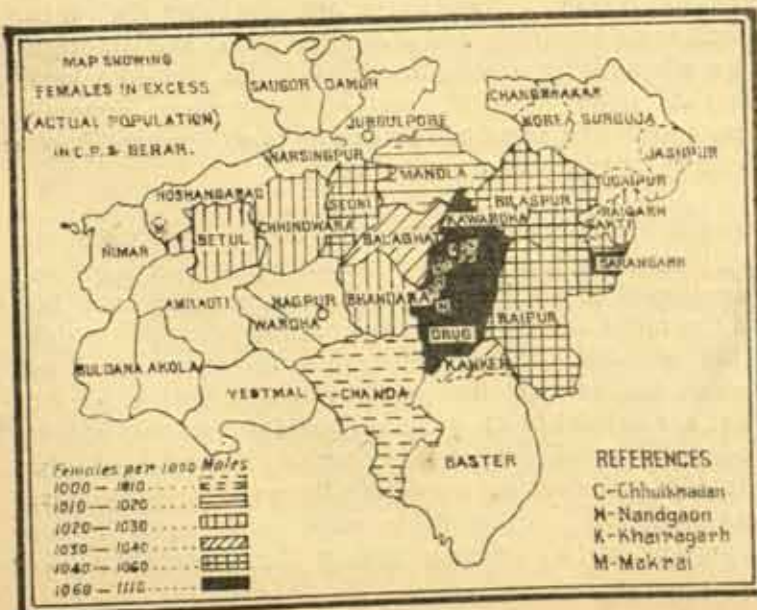 MAP SHOWING
FEMALES IN EXCESS
(ACTUAL POPULATION)
IN C.P. & BERAR.
SAUGOR
DAMOH
JUBBULPORE
NARSINGPUR
HOSHANGABAD
NIMAR
M
BETUL
CHHINDWARA
SEONI
MANDLA
BALAGHAT
KAWARDHA
BILASPUR
CHANGBHAKAR
KOREA
SURGUJA
JASHPUR
UDAIPUR
RAIGARH
SAKTI
SARANGARH
AMRAOTI
NAGPUR
WARDHA
BHANDARA
DRUG
RAIPUR
BULDANA
AKOLA
YEOTMAL
CHANDA
KANKER
BASTER
Females per 1000 Males
1000 — 1010
1010 — 1020
1020 — 1030
1030 — 1040
1040 — 1060
1060 — 1110
REFERENCES
C-Chhuikhadan
N-Nandgaon
K-Khairagarh
M-Makrai